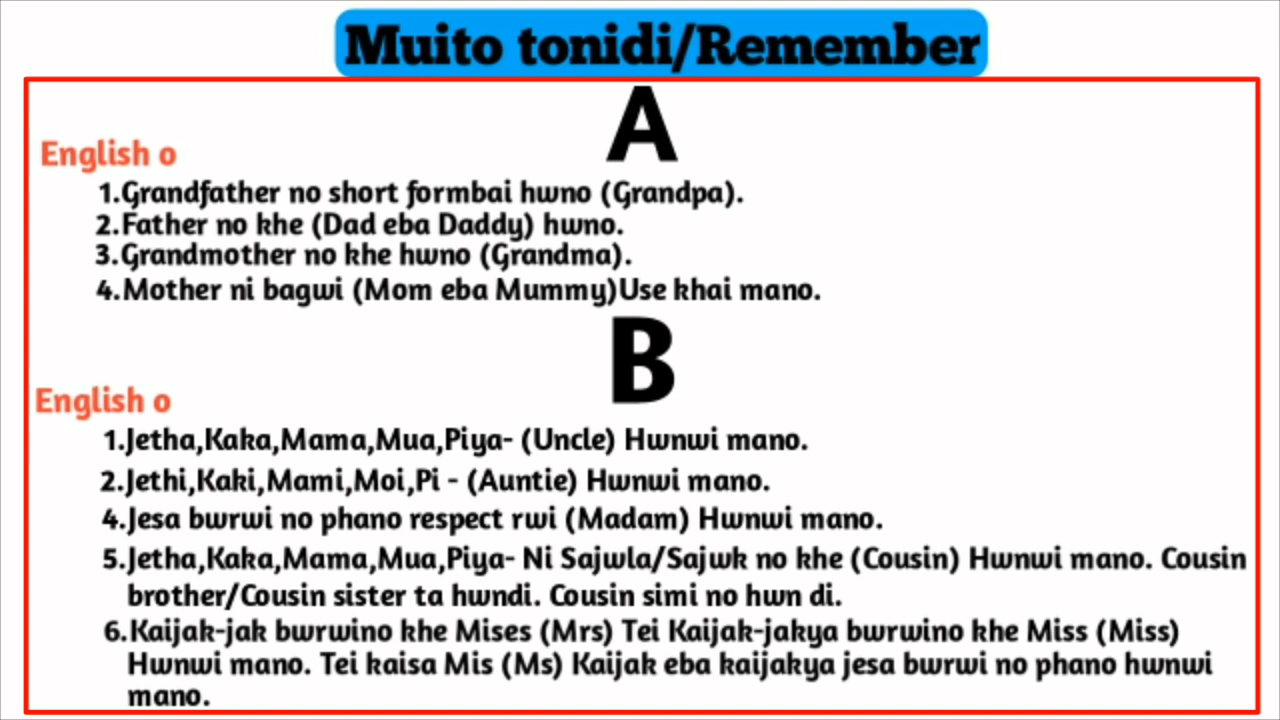 Muito tonidi/Remember
A
English o
1.Grandfather no short formbai hwno (Grandpa).
2.Father no khe (Dad eba Daddy) hwno.
3.Grandmother no khe hwno (Grandma).
4.Mother ni bagwi (Mom eba Mummy)Use khai mano.
B
English o
1.Jetha,Kaka,Mama,Mua,Piya- (Uncle) Hwnwi mano.
2.Jethi,Kaki,Mami,Moi,Pi - (Auntie) Hwnwi mano.
4.Jesa bwrwi no phano respect rwi (Madam) Hwnwi mano.
5.Jetha,Kaka,Mama,Mua,Piya- Ni Sajwla/Sajwk no khe (Cousin) Hwnwi mano. Cousin
brother/Cousin sister ta hwndi. Cousin simi no hwn di.
6.Kaijak-jak bwrwino khe Mises (Mrs) Tei Kaijak-jakya bwrwino khe Miss (Miss)
Hwnwi mano. Tei kaisa Mis (Ms) Kaijak eba kaijakya jesa bwrwi no phano hwnwi
mano.